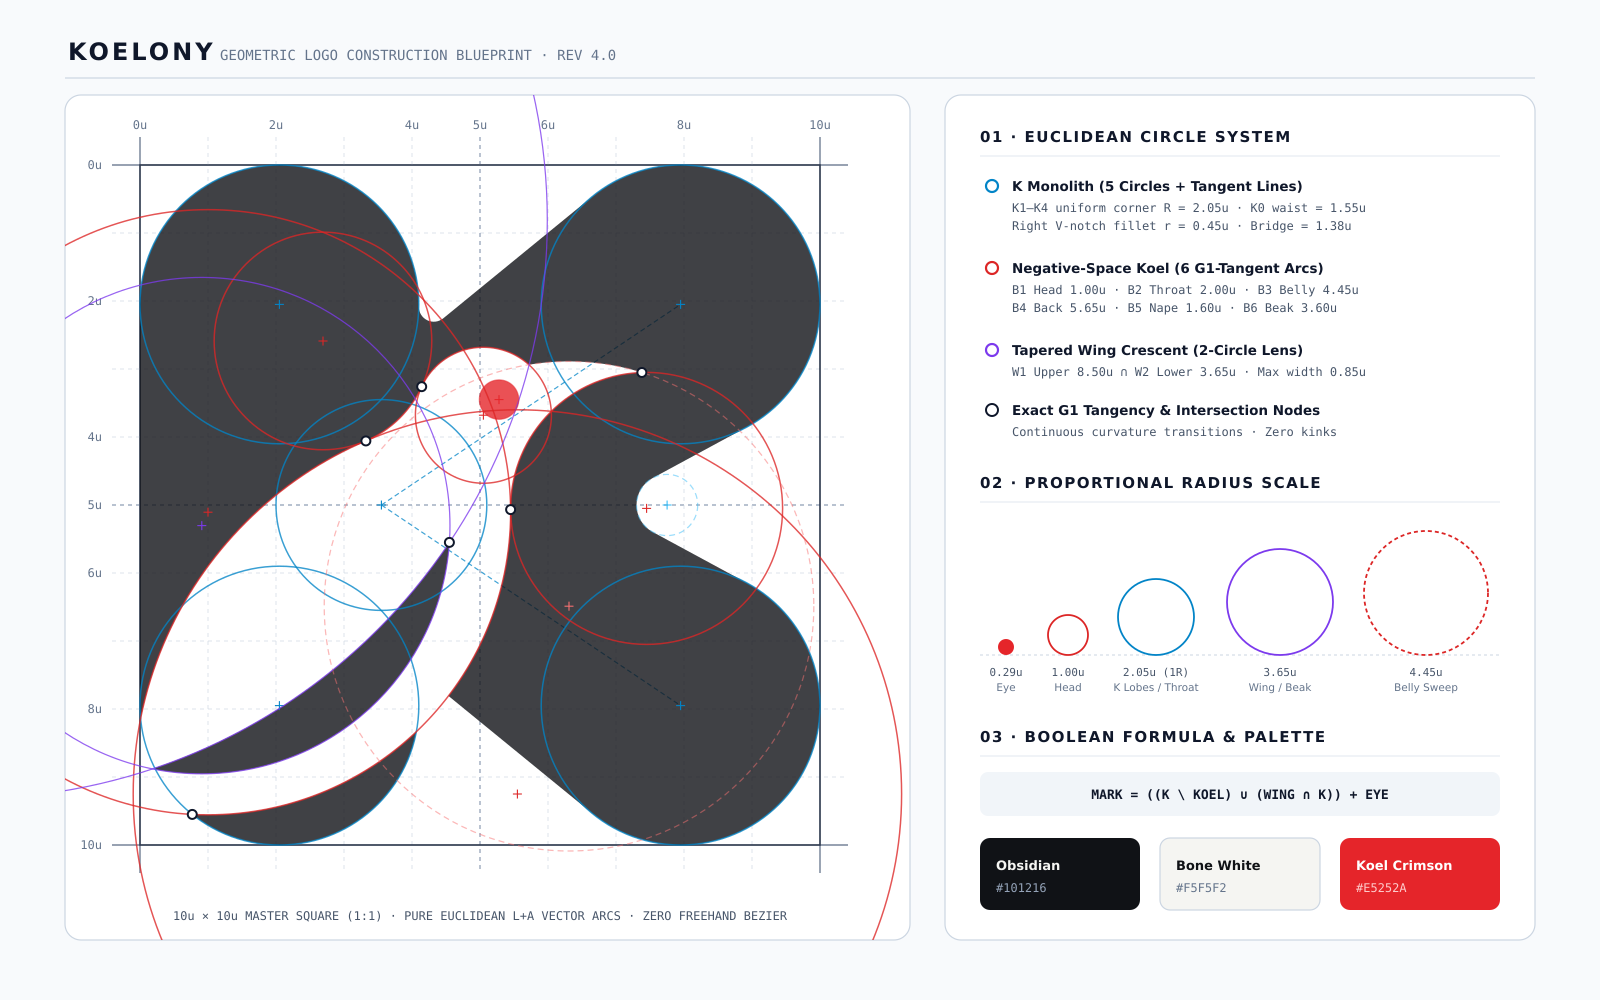 KOELONY GEOMETRIC LOGO CONSTRUCTION BLUEPRINT · REV 4.0
0u 2u 4u 5u 6u 8u 10u
0u
2u
4u
5u
6u
8u
10u
10u × 10u MASTER SQUARE (1:1) · PURE EUCLIDEAN L+A VECTOR ARCS · ZERO FREEHAND BEZIER
01 · EUCLIDEAN CIRCLE SYSTEM
K Monolith (5 Circles + Tangent Lines)
K1–K4 uniform corner R = 2.05u · K0 waist = 1.55u
Right V-notch fillet r = 0.45u · Bridge = 1.38u
Negative-Space Koel (6 G1-Tangent Arcs)
B1 Head 1.00u · B2 Throat 2.00u · B3 Belly 4.45u
B4 Back 5.65u · B5 Nape 1.60u · B6 Beak 3.60u
Tapered Wing Crescent (2-Circle Lens)
W1 Upper 8.50u ∩ W2 Lower 3.65u · Max width 0.85u
Exact G1 Tangency & Intersection Nodes
Continuous curvature transitions · Zero kinks
02 · PROPORTIONAL RADIUS SCALE
0.29u 1.00u 2.05u (1R) 3.65u 4.45u
Eye Head K Lobes / Throat Wing / Beak Belly Sweep
03 · BOOLEAN FORMULA & PALETTE
MARK = ((K \ KOEL) ∪ (WING ∩ K)) + EYE
Obsidian Bone White Koel Crimson
#101216 #F5F5F2 #E5252A